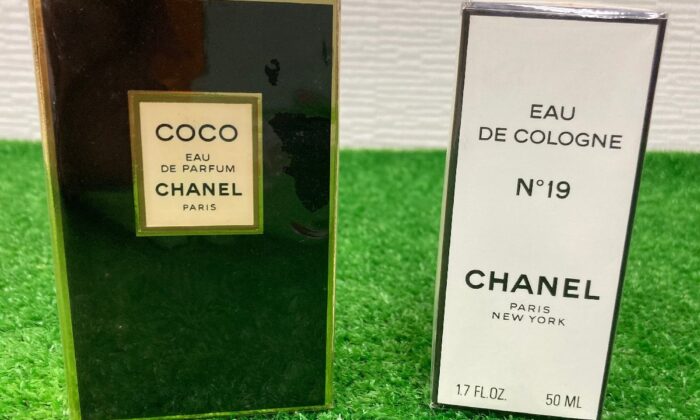 COCO
EAU
DE PARFUM
CHANEL
PARIS
EAU
DE COLOGNE
N°19
CHANEL
PARIS
NEW YORK
1.7 FL.OZ. 50 ML